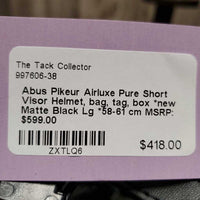 The Tack Collector
997606-38
Abus Pikeur Airluxe Pure Short
Visor Helmet, bag, tag, box *new
Matte Black Lg *58-61 cm MSRP:
$599.00
ZXTLQ6
$418.00